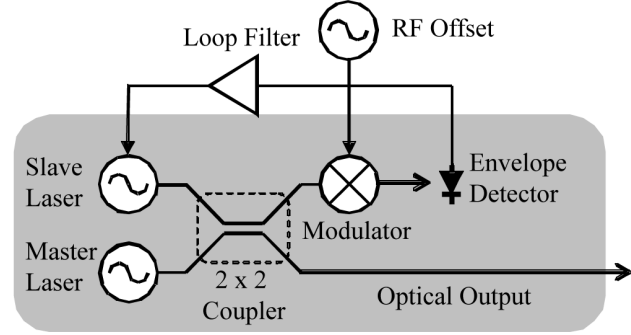 RF Offset
Loop Filter
Slave
Laser
Envelope
Detector
Modulator
Master
Laser
2 x 2
Coupler
Optical Output